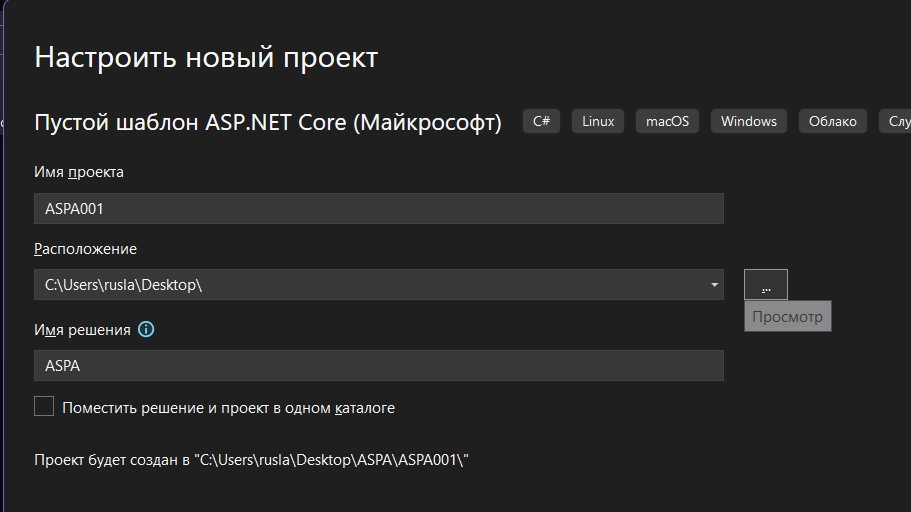 Настроить новый проект
Пустой шаблон ASP.NET Core (Майкрософт) C# Linux macOS Windows Облако
Имя проекта
ASPA001
Расположение
C:\Users\rusla\Desktop\ ...
Просмотр
Имя решения
ASPA
Поместить решение и проект в одном каталоге
Проект будет создан в "C:\Users\rusla\Desktop\ASPA\ASPA001\"